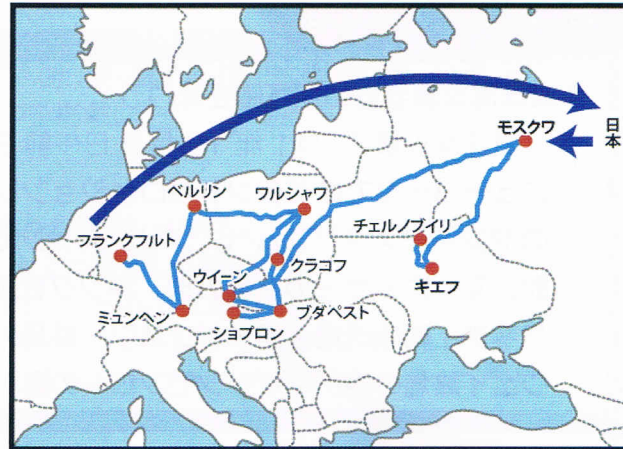 日本
モスクワ
ベルリン
ワルシャワ
チェルノブイリ
フランクフルト
クラコフ
ウイーン
キエフ
ミュンヘン
ショプロン
ブダペスト